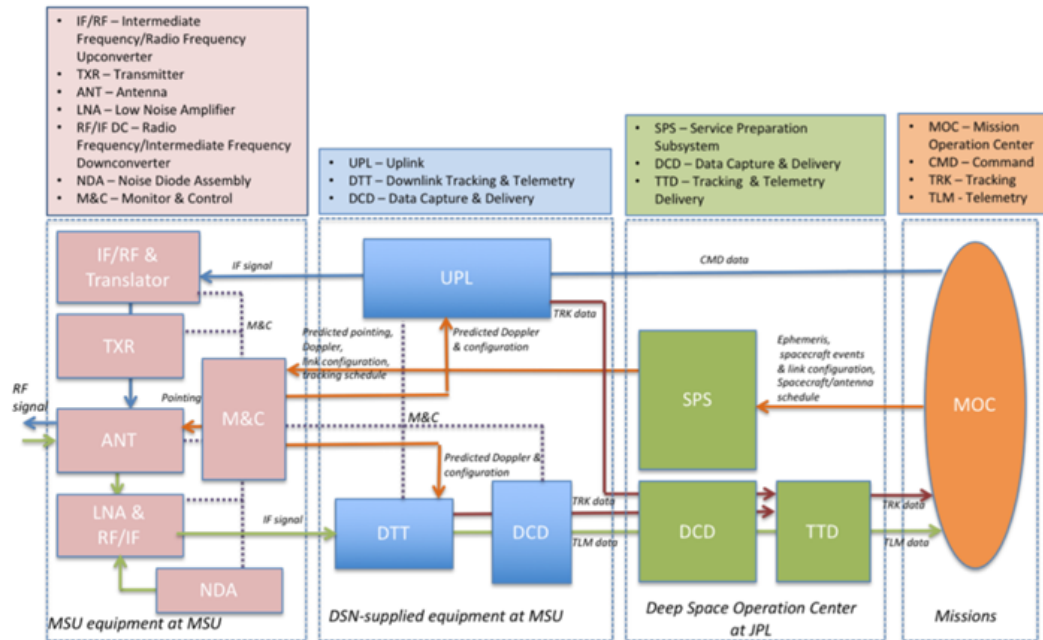 • IF/RF – Intermediate
Frequency/Radio Frequency
Upconverter
• TXR – Transmitter
• ANT – Antenna
• LNA – Low Noise Amplifier
• RF/IF DC – Radio
Frequency/Intermediate Frequency
Downconverter
• NDA – Noise Diode Assembly
• M&C – Monitor & Control
• UPL – Uplink
• DTT – Downlink Tracking & Telemetry
• DCD – Data Capture & Delivery
• SPS – Service Preparation
Subsystem
• DCD – Data Capture & Delivery
• TTD – Tracking & Telemetry
Delivery
• MOC – Mission
Operation Center
• CMD – Command
• TRK – Tracking
• TLM - Telemetry
IF/RF &
Translator
IF signal
UPL
CMD data
TRK data
M&C
TXR
Predicted pointing,
Doppler,
link configuration,
tracking schedule
Predicted Doppler
& configuration
Ephemeris,
spacecraft events
& link configuration,
Spacecraft/antenna
schedule
RF
signal
Pointing
M&C
SPS
MOC
ANT
M&C
Predicted Doppler &
configuration
LNA &
RF/IF
IF signal
DTT
DCD
TRK data
TLM data
DCD
TTD
TRK data
TLM data
NDA
MSU equipment at MSU
DSN-supplied equipment at MSU
Deep Space Operation Center
at JPL
Missions